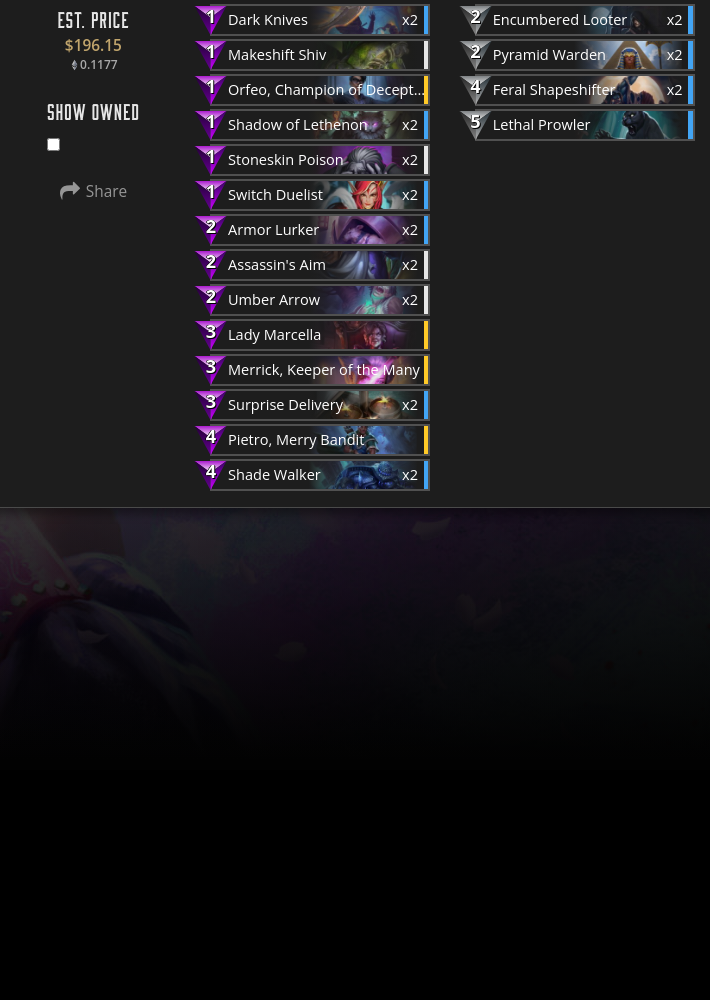 EST. PRICE
$196.15
0.1177
SHOW OWNED
Share
1 Dark Knives x2
1 Makeshift Shiv
1 Orfeo, Champion of Decept...
1 Shadow of Lethenon x2
1 Stoneskin Poison x2
1 Switch Duelist x2
2 Armor Lurker x2
2 Assassin's Aim x2
2 Umber Arrow x2
3 Lady Marcella
3 Merrick, Keeper of the Many
3 Surprise Delivery x2
4 Pietro, Merry Bandit
4 Shade Walker x2
2 Encumbered Looter x2
2 Pyramid Warden x2
4 Feral Shapeshifter x2
5 Lethal Prowler